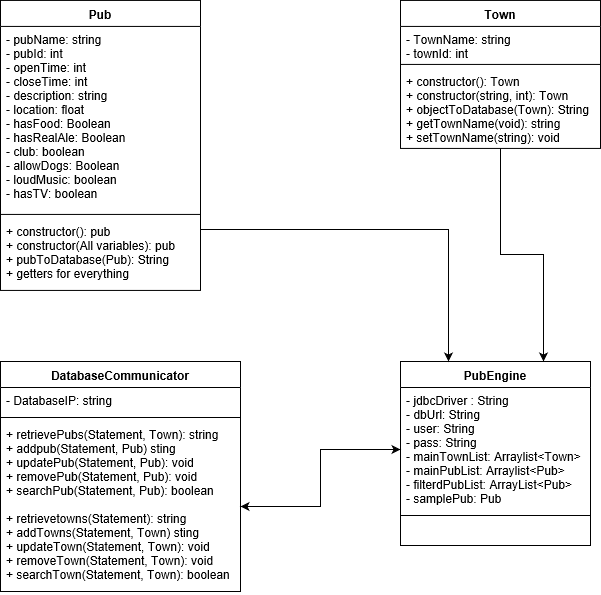 Pub
- pubName: string
- pubId: int
- openTime: int
- closeTime: int
- description: string
- location: float
- hasFood: Boolean
- hasRealAle: Boolean
- club: boolean
- allowDogs: Boolean
- loudMusic: boolean
- hasTV: boolean
+ constructor(): pub
+ constructor(All variables): pub
+ pubToDatabase(Pub): String
+ getters for everything
Town
- TownName: string
- townId: int
+ constructor(): Town
+ constructor(string, int): Town
+ objectToDatabase(Town): String
+ getTownName(void): string
+ setTownName(string): void
DatabaseCommunicator
- DatabaseIP: string
+ retrievePubs(Statement, Town): string
+ addpub(Statement, Pub) sting
+ updatePub(Statement, Pub): void
+ removePub(Statement, Pub): void
+ searchPub(Statement, Pub): boolean
+ retrievetowns(Statement): string
+ addTowns(Statement, Town) sting
+ updateTown(Statement, Town): void
+ removeTown(Statement, Town): void
+ searchTown(Statement, Town): boolean
PubEngine
- jdbcDriver : String
- dbUrl: String
- user: String
- pass: String
- mainTownList: Arraylist<Town>
- mainPubList: Arraylist<Pub>
- filterdPubList: ArrayList<Pub>
- samplePub: Pub